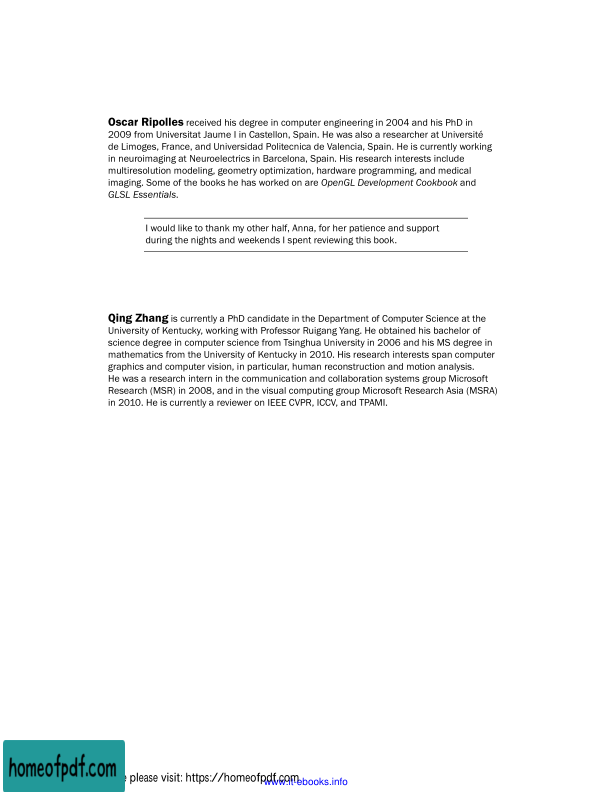 Oscar Ripolles received his degree in computer engineering in 2004 and his PhD in
2009 from Universitat Jaume I in Castellon, Spain. He was also a researcher at Université
de Limoges, France, and Universidad Politecnica de Valencia, Spain. He is currently working
in neuroimaging at Neuroelectrics in Barcelona, Spain. His research interests include
multiresolution modeling, geometry optimization, hardware programming, and medical
imaging. Some of the books he has worked on are OpenGL Development Cookbook and
GLSL Essentials.
I would like to thank my other half, Anna, for her patience and support
during the nights and weekends I spent reviewing this book.
Qing Zhang is currently a PhD candidate in the Department of Computer Science at the
University of Kentucky, working with Professor Ruigang Yang. He obtained his bachelor of
science degree in computer science from Tsinghua University in 2006 and his MS degree in
mathematics from the University of Kentucky in 2010. His research interests span computer
graphics and computer vision, in particular, human reconstruction and motion analysis.
He was a research intern in the communication and collaboration systems group Microsoft
Research (MSR) in 2008, and in the visual computing group Microsoft Research Asia (MSRA)
in 2010. He is currently a reviewer on IEEE CVPR, ICCV, and TPAMI.
homeofpdf.com
please visit: https://homeofpdf.com
www.it-ebooks.info